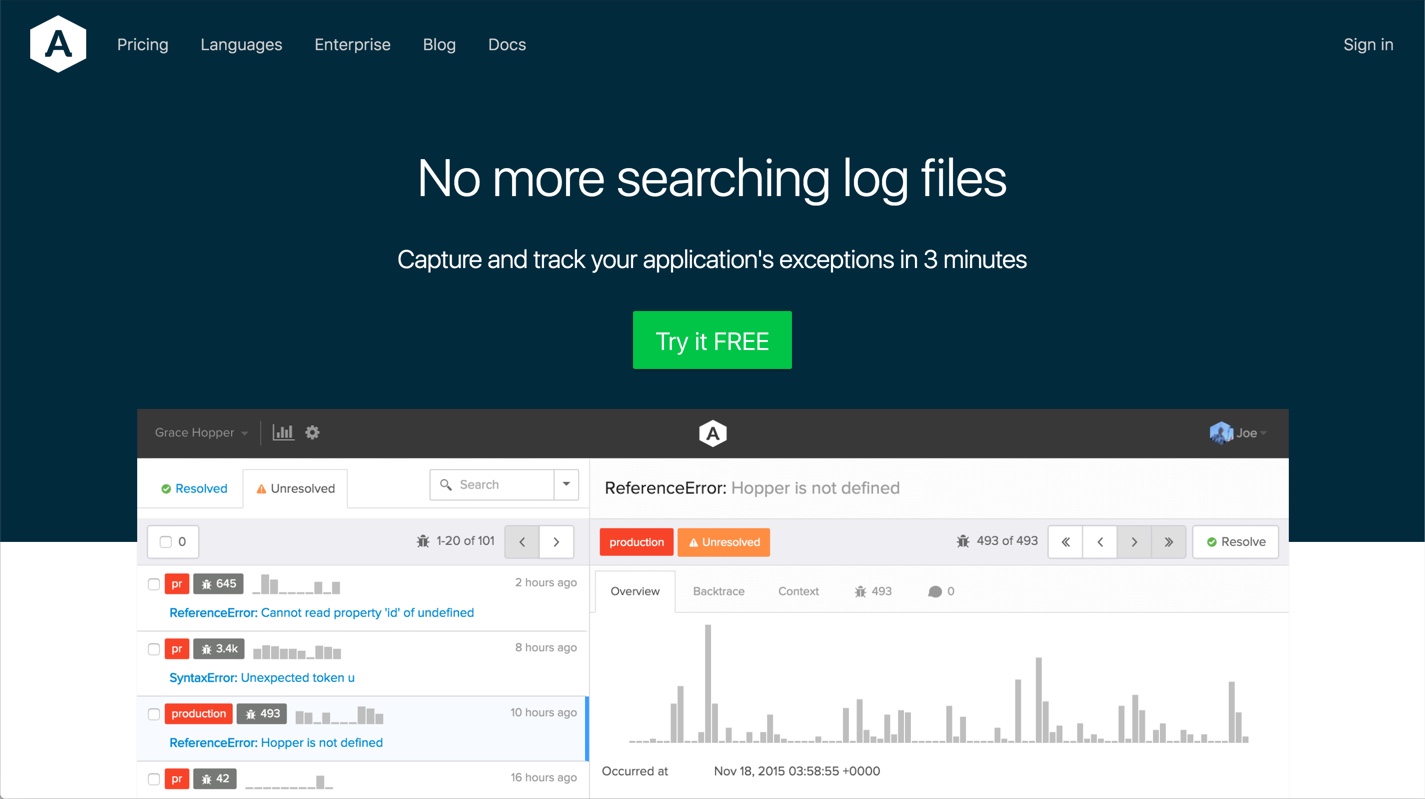 A Pricing Languages Enterprise Blog Docs Sign in
No more searching log files
Capture and track your application's exceptions in 3 minutes
Try it FREE
Grace Hopper A Joe
Resolved Unresolved Search
0 1-20 of 101
pr 645 2 hours ago
ReferenceError: Cannot read property 'id' of undefined
pr 3.4k 8 hours ago
SyntaxError: Unexpected token u
production 493 10 hours ago
ReferenceError: Hopper is not defined
pr 42 16 hours ago
ReferenceError: Hopper is not defined
production Unresolved 493 of 493 Resolve
Overview Backtrace Context 493 0
Occurred at Nov 18, 2015 03:58:55 +0000